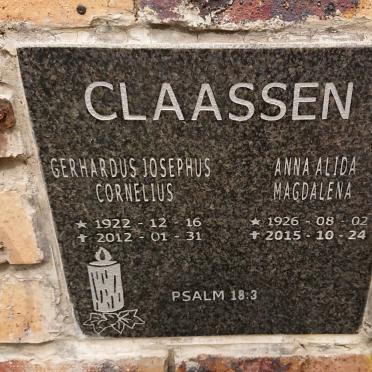 CLAASSEN
GERHARDUS JOSEPHUS
CORNELIUS
★ 1922 - 12 - 16
✝ 2012 - 01 - 31
ANNA ALIDA
MAGDALENA
★ 1926 - 08 - 02
✝ 2015 - 10 - 24
PSALM 18:3